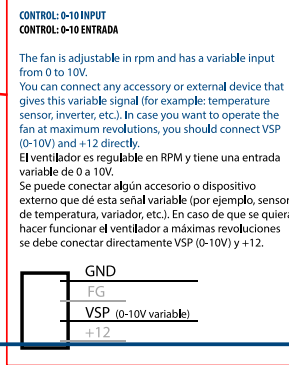 CONTROL: 0-10 INPUT
CONTROL: 0-10 ENTRADA
The fan is adjustable in rpm and has a variable input
from 0 to 10V.
You can connect any accessory or external device that
gives this variable signal (for example: temperature
sensor, inverter, etc.). In case you want to operate the
fan at maximum revolutions, you should connect VSP
(0-10V) and +12 directly.
El ventilador es regulable en RPM y tiene una entrada
variable de 0 a 10V.
Se puede conectar algún accesorio o dispositivo
externo que dé esta señal variable (por ejemplo, sensor
de temperatura, variador, etc.). En caso de que se quiera
hacer funcionar el ventilador a máximas revoluciones
se debe conectar directamente VSP (0-10V) y +12.
GND
FG
VSP (0-10V variable)
+12